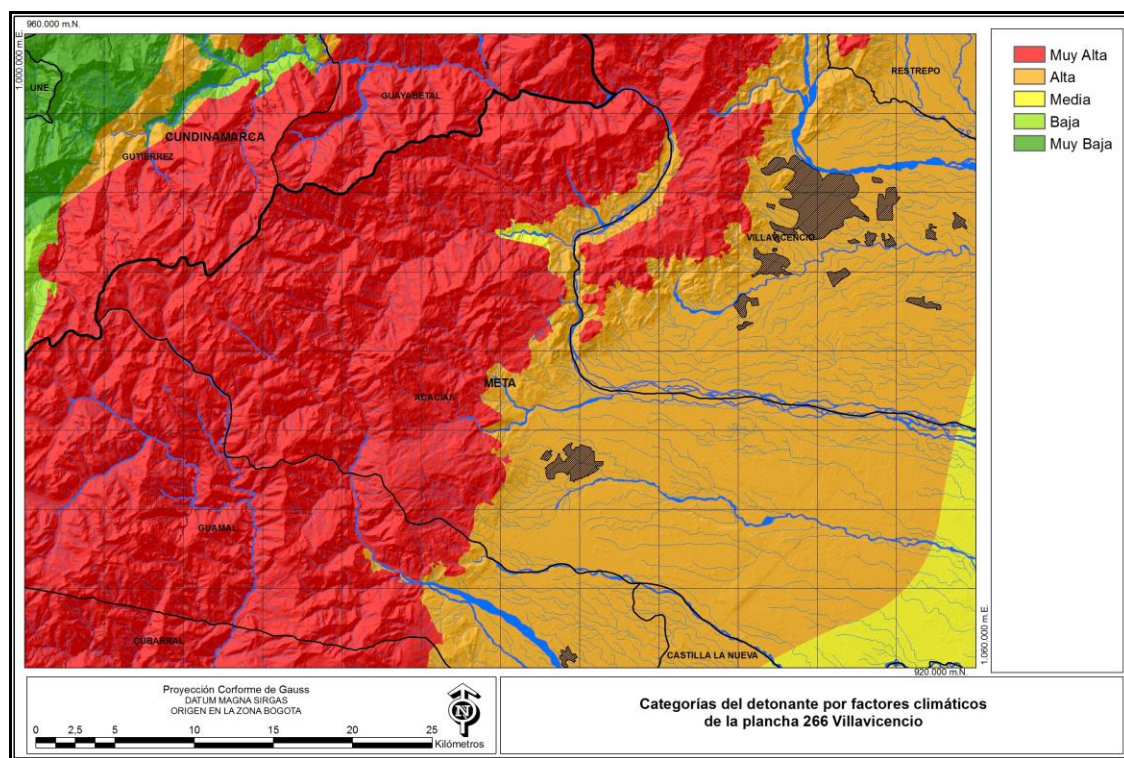 960.000 m.N.
1.000.000 m.E.
UNE
CUNDINAMARCA
GUTIERREZ
GUAYABETAL
RESTREPO
VILLAVICENCIO
META
ACACÍAS
GUAMAL
CUBARRAL
CASTILLA LA NUEVA
1.060.000 m.E.
920.000 m.N.
Muy Alta
Alta
Media
Baja
Muy Baja
Proyección Corforme de Gauss
DATUM MAGNA SIRGAS
ORIGEN EN LA ZONA BOGOTA
N
0 2,5 5 10 15 20 25
Kilómetros
Categorías del detonante por factores climáticos
de la plancha 266 Villavicencio